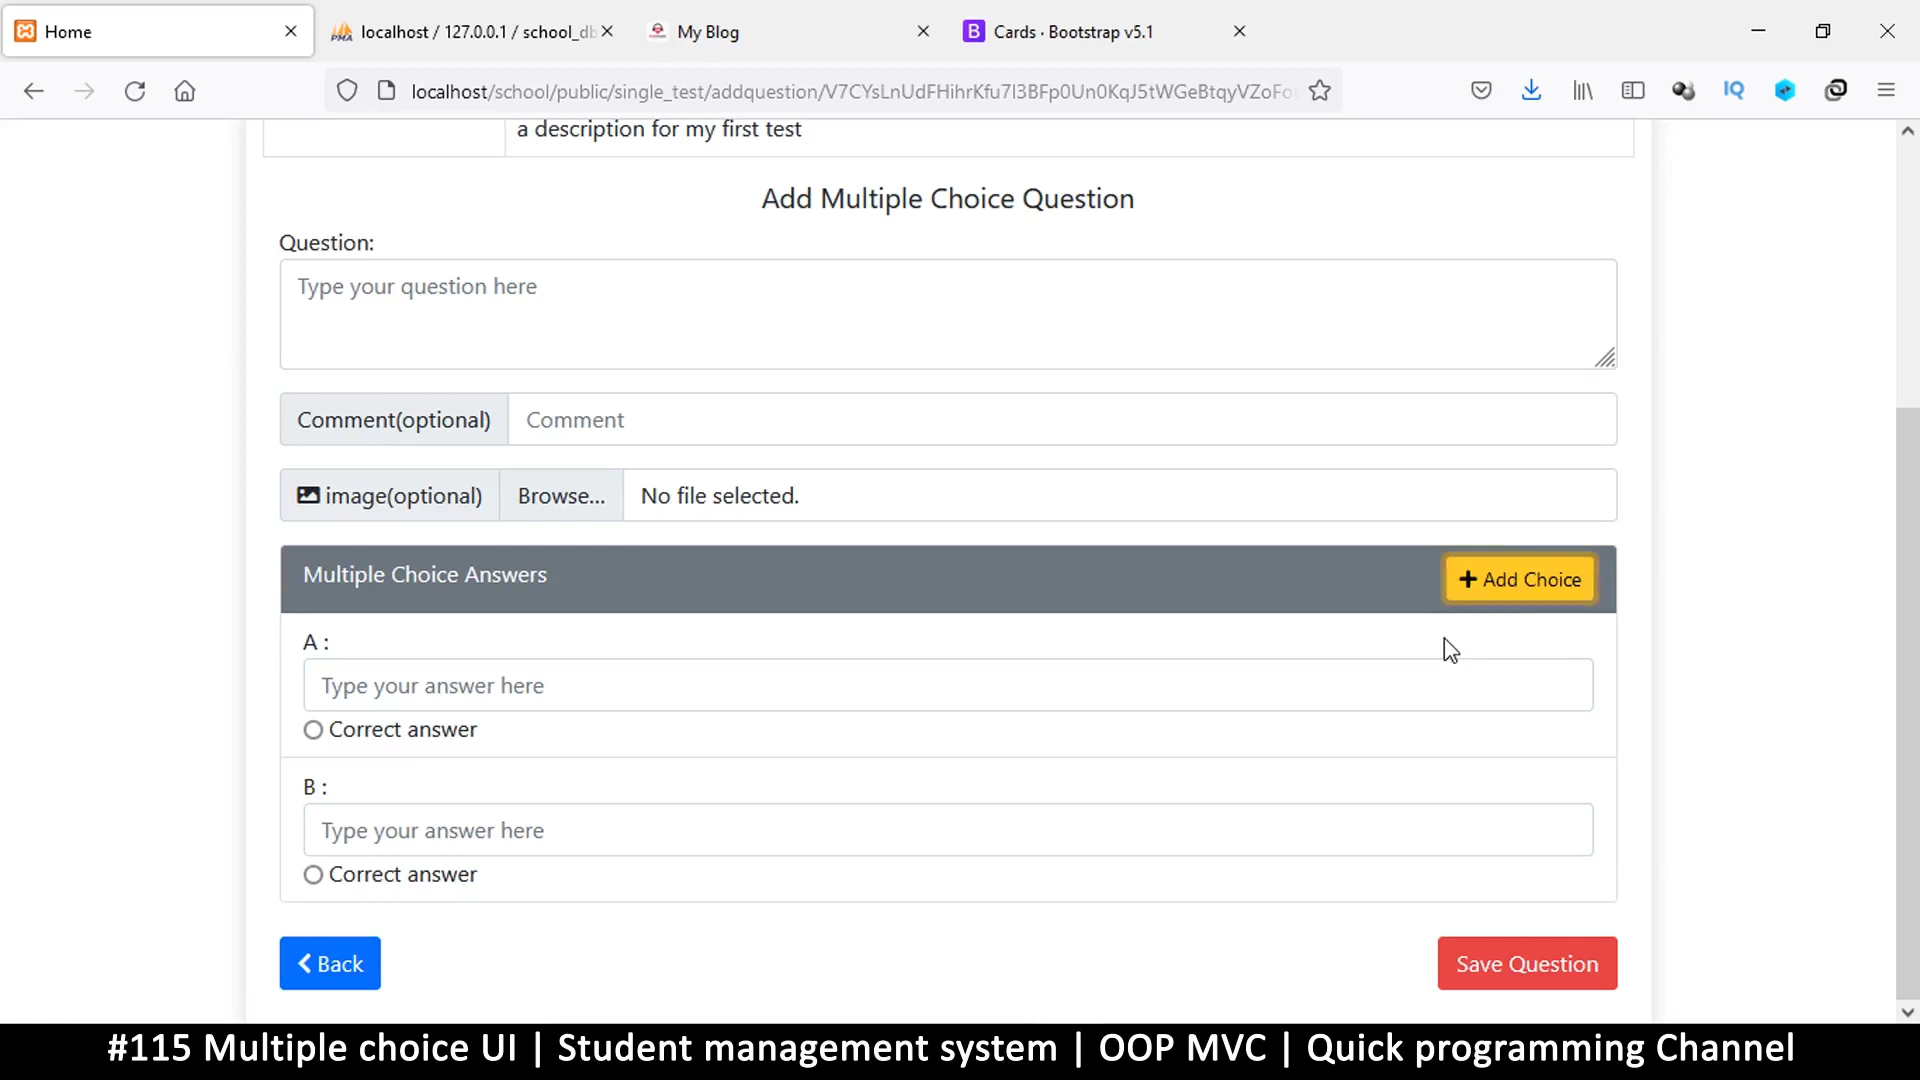 Home
localhost / 127.0.0.1 / school_db
My Blog
Cards · Bootstrap v5.1
localhost/school/public/single_test/addquestion/V7CYsLnUdFHihrKfu7I3BFp0Un0KqJ5tWGeBtqyVZoFo
IQ
a description for my first test
Add Multiple Choice Question
Question:
Type your question here
Comment(optional) Comment
image(optional) Browse... No file selected.
Multiple Choice Answers
+ Add Choice
A :
Type your answer here
Correct answer
B :
Type your answer here
Correct answer
Back
Save Question
#115 Multiple choice UI | Student management system | OOP MVC | Quick programming Channel